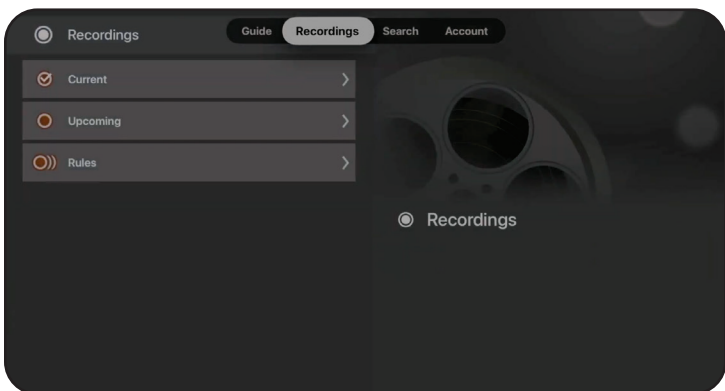 Recordings
Guide Recordings Search Account
Current
Upcoming
Rules
Recordings